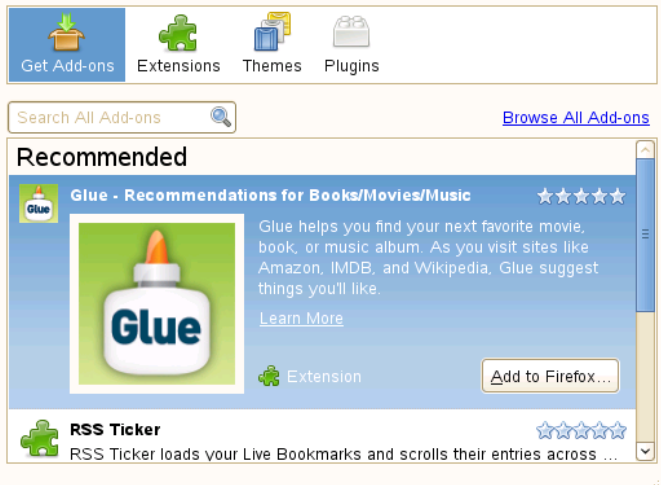 Get Add-ons Extensions Themes Plugins
Search All Add-ons Browse All Add-ons
Recommended
Glue Glue - Recommendations for Books/Movies/Music
Glue helps you find your next favorite movie,
book, or music album. As you visit sites like
Amazon, IMDB, and Wikipedia, Glue suggest
things you'll like.
Glue
Learn More
Extension Add to Firefox...
RSS Ticker
RSS Ticker loads your Live Bookmarks and scrolls their entries across ...